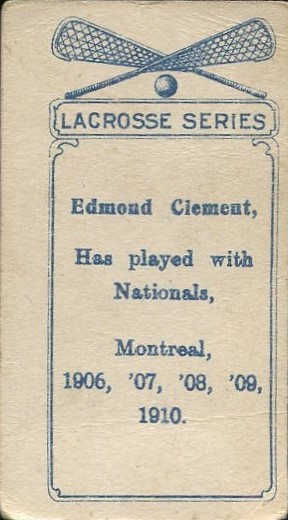 LACROSSE SERIES
Edmond Clement,
Has played with
Nationals,
Montreal,
1906, '07, '08, '09,
1910.